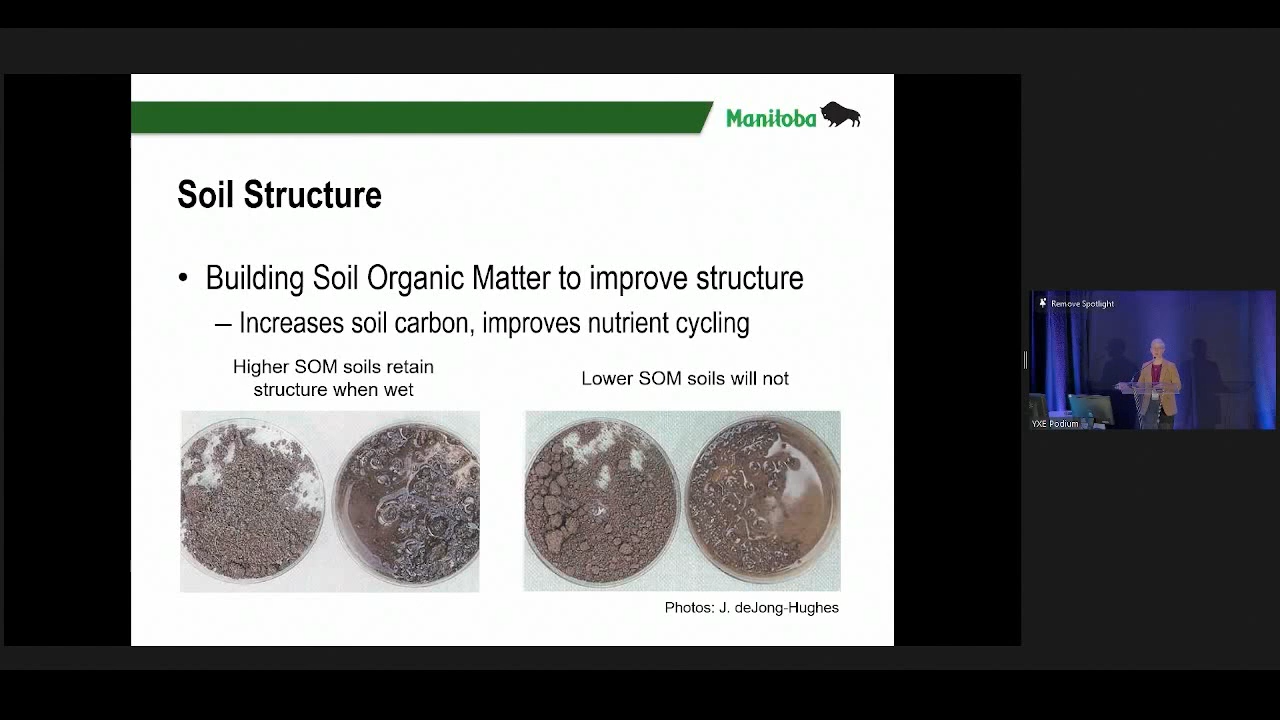 Manitoba
Soil Structure
• Building Soil Organic Matter to improve structure
– Increases soil carbon, improves nutrient cycling
Higher SOM soils retain
structure when wet
Lower SOM soils will not
Photos: J. deJong-Hughes
Remove Spotlight
YXE Podium